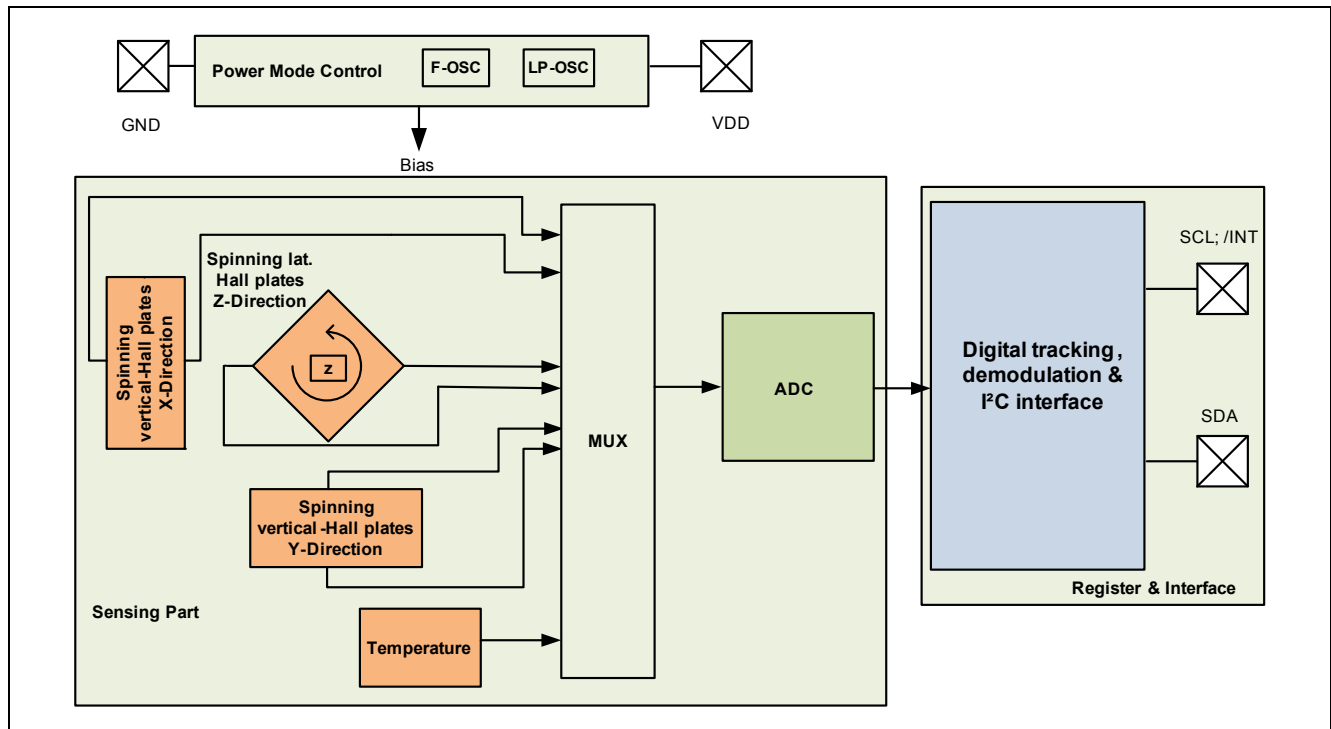 Power Mode Control
F-OSC
LP-OSC
GND
VDD
Bias
Spinning
vertical-Hall plates
X-Direction
Spinning lat.
Hall plates
Z-Direction
z
Spinning
vertical-Hall plates
Y-Direction
Temperature
Sensing Part
MUX
ADC
Digital tracking,
demodulation &
I²C interface
SCL; /INT
SDA
Register & Interface